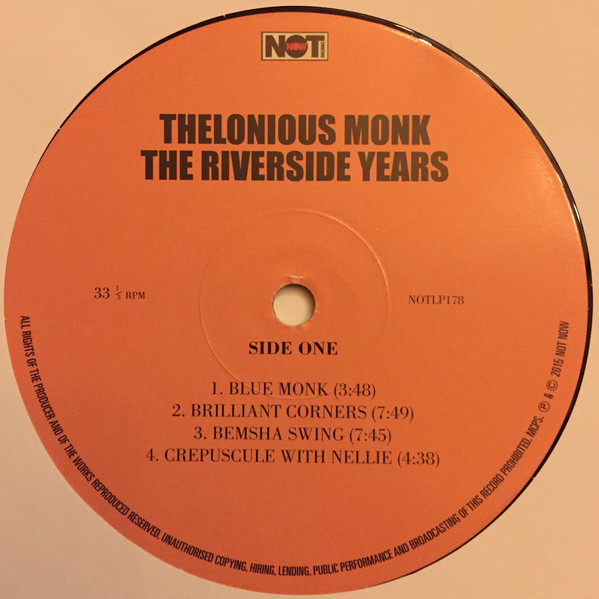 NOT
NOW
MUSIC
THELONIOUS MONK
THE RIVERSIDE YEARS
33 ⅓ RPM
NOTLP178
SIDE ONE
1. BLUE MONK (3:48)
2. BRILLIANT CORNERS (7:49)
3. BEMSHA SWING (7:45)
4. CREPUSCULE WITH NELLIE (4:38)
ALL RIGHTS OF THE PRODUCER AND OF THE WORKS REPRODUCED RESERVED. UNAUTHORISED COPYING, HIRING, LENDING, PUBLIC PERFORMANCE AND BROADCASTING OF THIS RECORD PROHIBITED. MCPS. ℗ & © 2015 NOT NOW